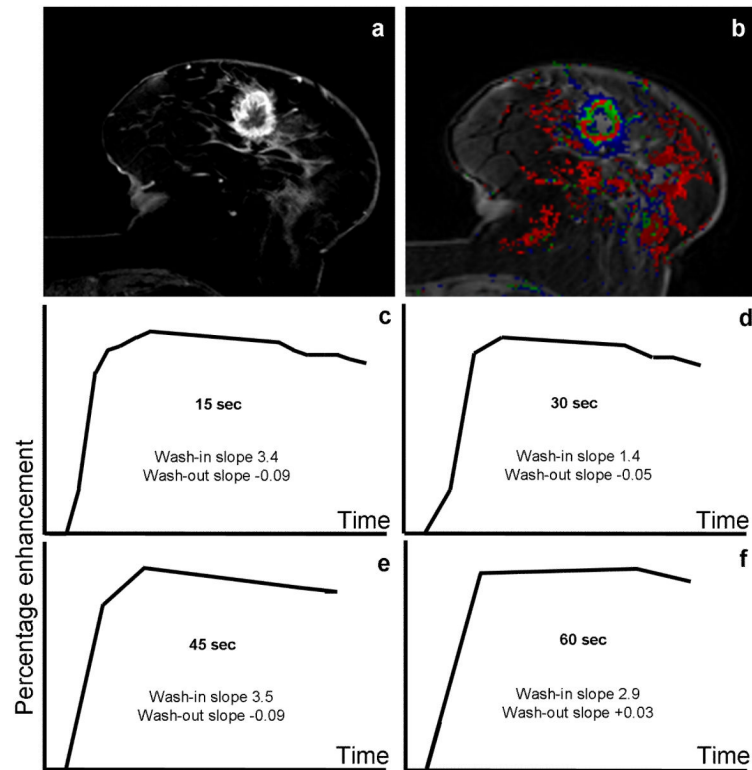 a
b
c
15 sec
Wash-in slope 3.4
Wash-out slope -0.09
Time
d
30 sec
Wash-in slope 1.4
Wash-out slope -0.05
Time
Percentage enhancement
e
45 sec
Wash-in slope 3.5
Wash-out slope -0.09
Time
f
60 sec
Wash-in slope 2.9
Wash-out slope +0.03
Time